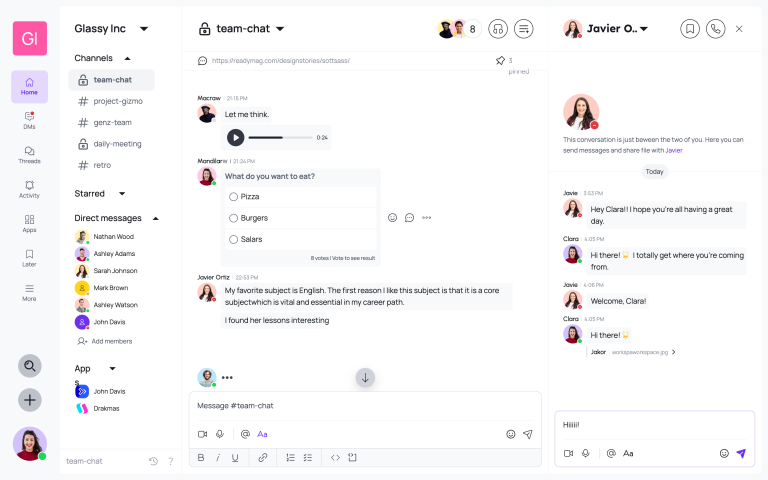 Gl
Home
DMs
Threads
Activity
Apps
Later
More
Glassy Inc
Channels
team-chat
project-gizmo
genz-team
daily-meeting
retro
Starred
Direct messages
Nathan Wood
Ashley Adams
Sarah Johnson
Mark Brown
Ashley Watson
John Davis
Add members
App
s
John Davis
Drakmas
team-chat
?
team-chat
8
https://readymag.com/designstories/sottsass/
3
pinned
Macraw 21:15 PM
Let me think.
0:24
Mandilarw 21:24 PM
What do you want to eat?
Pizza
Burgers
Salars
8 votes | Vote to see result
Javier Ortiz 22:53 PM
My favorite subject is English. The first reason I like this subject is that it is a core
subjectwhich is vital and essential in my career path.
I found her lessons interesting
Message #team-chat
@ Aa
B i U
Javier O..
This conversation is just beween the two of you. Here you can
send messages and share file with Javier
Today
Javie 3:53 PM
Hey Clara!! I hope you're all having a great
day.
Clara 4:05 PM
Hi there! I totally get where you're coming
from.
Javie 4:06 PM
Welcome, Clara!
Clara 4:05 PM
Hi there!
Jakor workspaworkespace.jpg
Hiiiii!
@ Aa